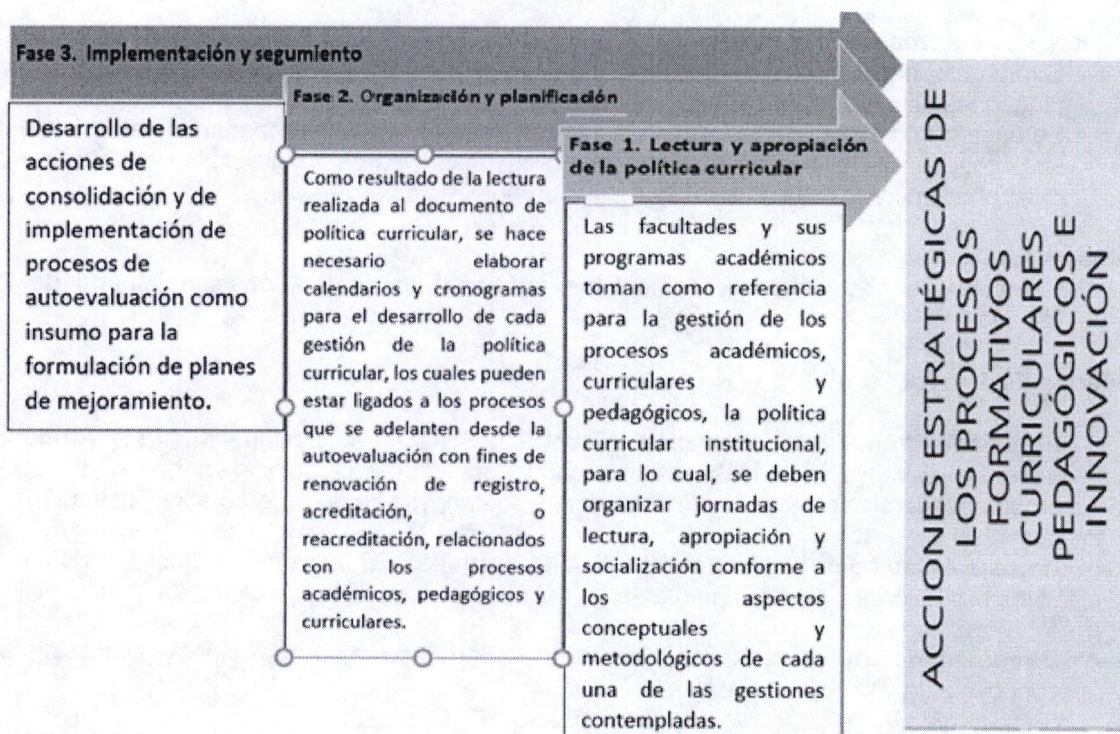 Fase 3. Implementación y segumiento
Desarrollo de las
acciones de
consolidación y de
implementación de
procesos de
autoevaluación como
insumo para la
formulación de planes
de mejoramiento.
Fase 2. Organización y planificación
Como resultado de la lectura
realizada al documento de
política curricular, se hace
necesario elaborar
calendarios y cronogramas
para el desarrollo de cada
gestión de la política
curricular, los cuales pueden
estar ligados a los procesos
que se adelanten desde la
autoevaluación con fines de
renovación de registro,
acreditación, o
reacreditación, relacionados
con los procesos
académicos, pedagógicos y
curriculares.
Fase 1. Lectura y apropiación
de la política curricular
Las facultades y sus
programas académicos
toman como referencia
para la gestión de los
procesos académicos,
curriculares y
pedagógicos, la política
curricular institucional,
para lo cual, se deben
organizar jornadas de
lectura, apropiación y
socialización conforme a
los aspectos
conceptuales y
metodológicos de cada
una de las gestiones
contempladas.
ACCIONES ESTRATÉGICAS DE
LOS PROCESOS
FORMATIVOS
CURRICULARES
PEDAGÓGICOS E
INNOVACIÓN